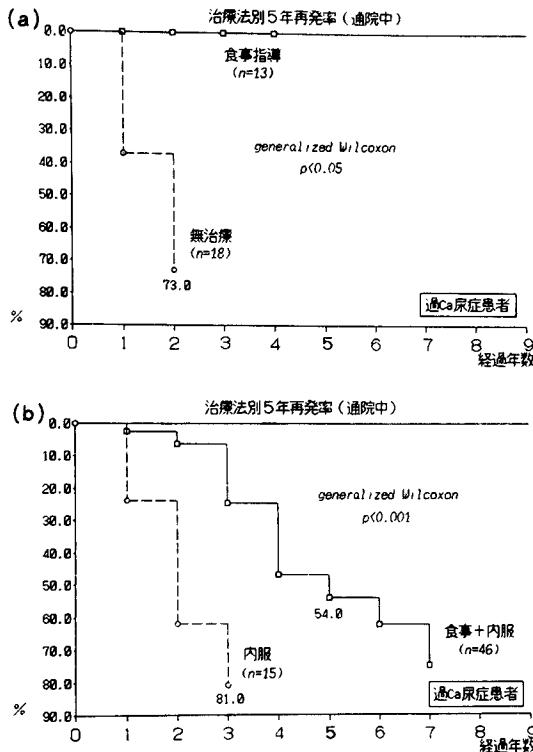 (a)
治療法別5年再発率(通院中)
0.0
10.0
20.0
30.0
40.0
50.0
60.0
70.0
80.0
90.0
%
食事指導
(n=13)
generalized Wilcoxon
p<0.05
無治療
(n=18)
73.0
過Ca尿症患者
0 1 2 3 4 5 6 7 8 9
経過年数
(b)
治療法別5年再発率(通院中)
0.0
10.0
20.0
30.0
40.0
50.0
60.0
70.0
80.0
90.0
%
generalized Wilcoxon
p<0.001
54.0
食事+内服
(n=46)
内服
(n=15)
81.0
過Ca尿症患者
0 1 2 3 4 5 6 7 8 9
経過年数